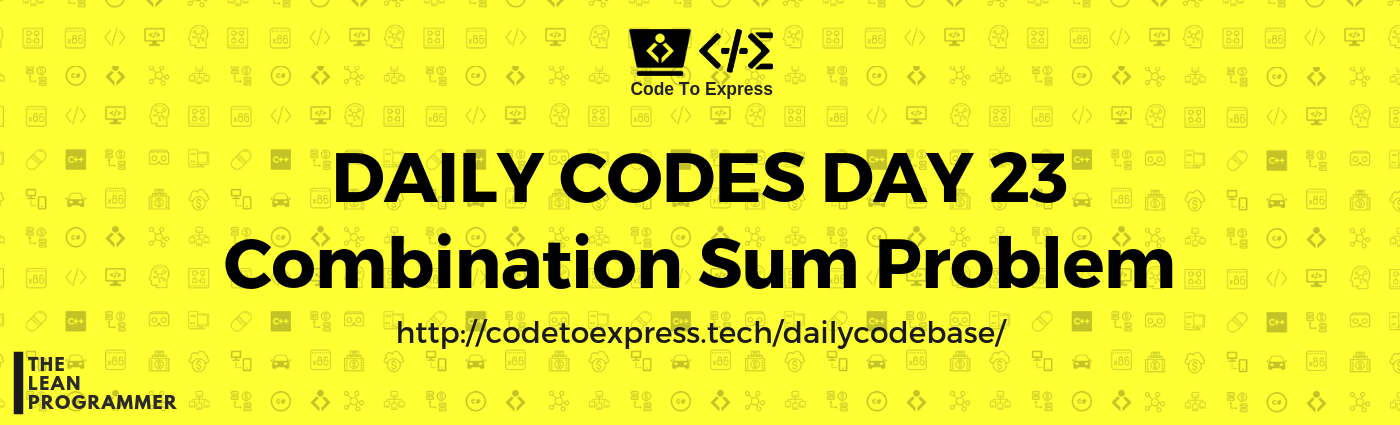 Code To Express
DAILY CODES DAY 23
Combination Sum Problem
http://codetoexpress.tech/dailycodebase/
THE
LEAN
PROGRAMMER